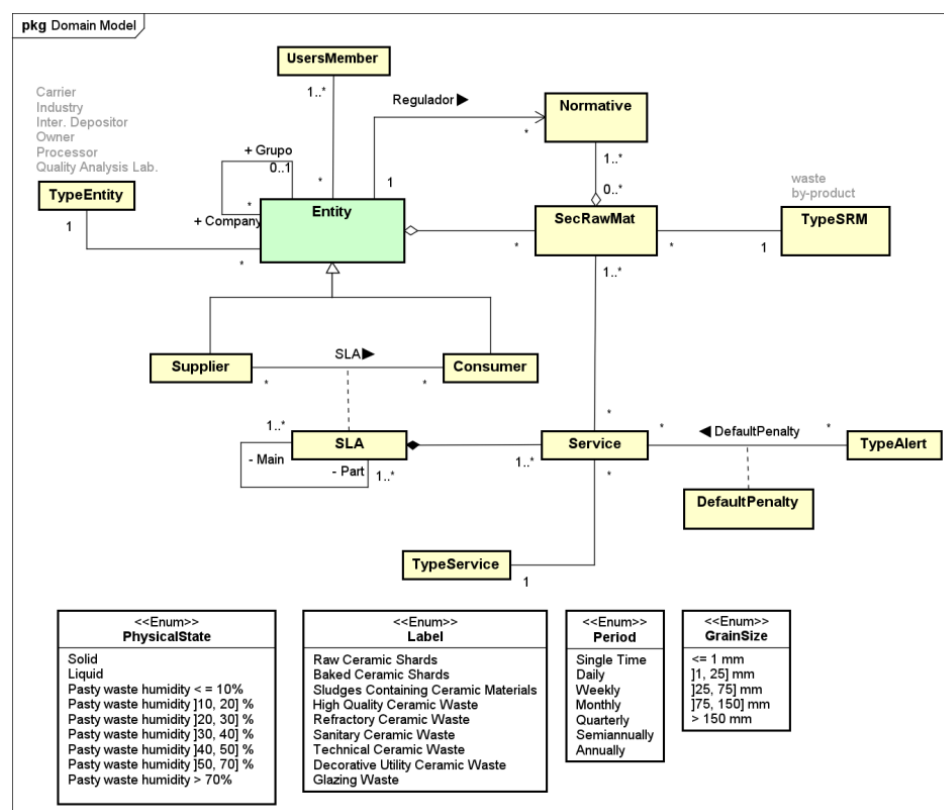 pkg Domain Model
UsersMember
1..*
Carrier
Industry
Inter. Depositor
Owner
Processor
Quality Analysis Lab.
TypeEntity
1
*
+ Grupo
0..1
*
+ Company
*
Entity
1
Regulador ▶
*
Normative
1..*
0..*
SecRawMat
*
*
1
waste
by-product
TypeSRM
1..*
Supplier
*
SLA ▶
*
Consumer
1..*
SLA
- Main
- Part
1..*
1..*
*
Service
*
*
◀ DefaultPenalty
*
TypeAlert
DefaultPenalty
TypeService
1
<<Enum>>
PhysicalState
Solid
Liquid
Pasty waste humidity < = 10%
Pasty waste humidity ]10, 20] %
Pasty waste humidity ]20, 30] %
Pasty waste humidity ]30, 40] %
Pasty waste humidity ]40, 50] %
Pasty waste humidity ]50, 70] %
Pasty waste humidity > 70%
<<Enum>>
Label
Raw Ceramic Shards
Baked Ceramic Shards
Sludges Containing Ceramic Materials
High Quality Ceramic Waste
Refractory Ceramic Waste
Sanitary Ceramic Waste
Technical Ceramic Waste
Decorative Utility Ceramic Waste
Glazing Waste
<<Enum>>
Period
Single Time
Daily
Weekly
Monthly
Quarterly
Semiannually
Annually
<<Enum>>
GrainSize
<= 1 mm
]1, 25] mm
]25, 75] mm
]75, 150] mm
> 150 mm